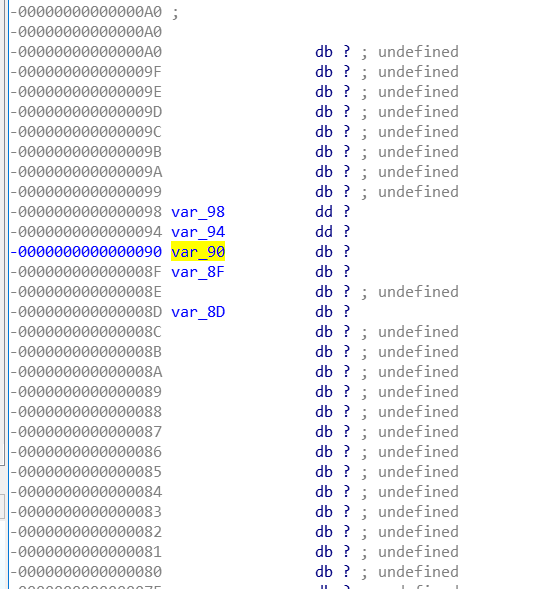 -00000000000000A0 ;
-00000000000000A0
-00000000000000A0 db ? ; undefined
-000000000000009F db ? ; undefined
-000000000000009E db ? ; undefined
-000000000000009D db ? ; undefined
-000000000000009C db ? ; undefined
-000000000000009B db ? ; undefined
-000000000000009A db ? ; undefined
-0000000000000099 db ? ; undefined
-0000000000000098 var_98 dd ?
-0000000000000094 var_94 dd ?
-0000000000000090 var_90 db ?
-000000000000008F var_8F db ?
-000000000000008E db ? ; undefined
-000000000000008D var_8D db ?
-000000000000008C db ? ; undefined
-000000000000008B db ? ; undefined
-000000000000008A db ? ; undefined
-0000000000000089 db ? ; undefined
-0000000000000088 db ? ; undefined
-0000000000000087 db ? ; undefined
-0000000000000086 db ? ; undefined
-0000000000000085 db ? ; undefined
-0000000000000084 db ? ; undefined
-0000000000000083 db ? ; undefined
-0000000000000082 db ? ; undefined
-0000000000000081 db ? ; undefined
-0000000000000080 db ? ; undefined